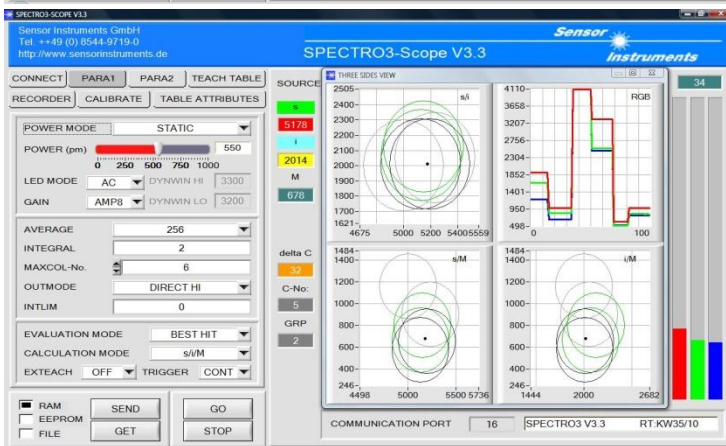 SPECTRO3-SCOPE V3.3
Sensor Instruments GmbH
Tel. ++49 (0) 8544-9719-0
http://www.sensorinstruments.de
SPECTRO3-Scope V3.3
Sensor
Instruments
CONNECT PARA1 PARA2 TEACH TABLE
RECORDER CALIBRATE TABLE ATTRIBUTES
POWER MODE STATIC
POWER (pm) 550
0 250 500 750 1000
LED MODE AC DYNWIN HI 3300
GAIN AMP8 DYNWIN LO 3200
AVERAGE 256
INTEGRAL 2
MAXCOL-No. 6
OUTMODE DIRECT HI
INTLIM 0
EVALUATION MODE BEST HIT
CALCULATION MODE s/i/M
EXTEACH OFF TRIGGER CONT
RAM
EEPROM
FILE
SEND GO
GET STOP
SOURCE
s
5178
i
2014
M
678
delta C
32
C-No:
5
GRP
2
THREE SIDES VIEW
s/i
2505
2400
2300
2200
2100
2000
1900
1800
1700
1621
4675 5000 5200 5400 5559
RGB
4110
3658
3207
2755
2304
1852
1401
950
498
0 100
s/M
1484
1400
1200
1000
800
600
400
246
4498 5000 5500 5736
i/M
1484
1400
1200
1000
800
600
400
246
1444 2000 2682
34
COMMUNICATION PORT 16 SPECTRO3 V3.3 RT:KW35/10